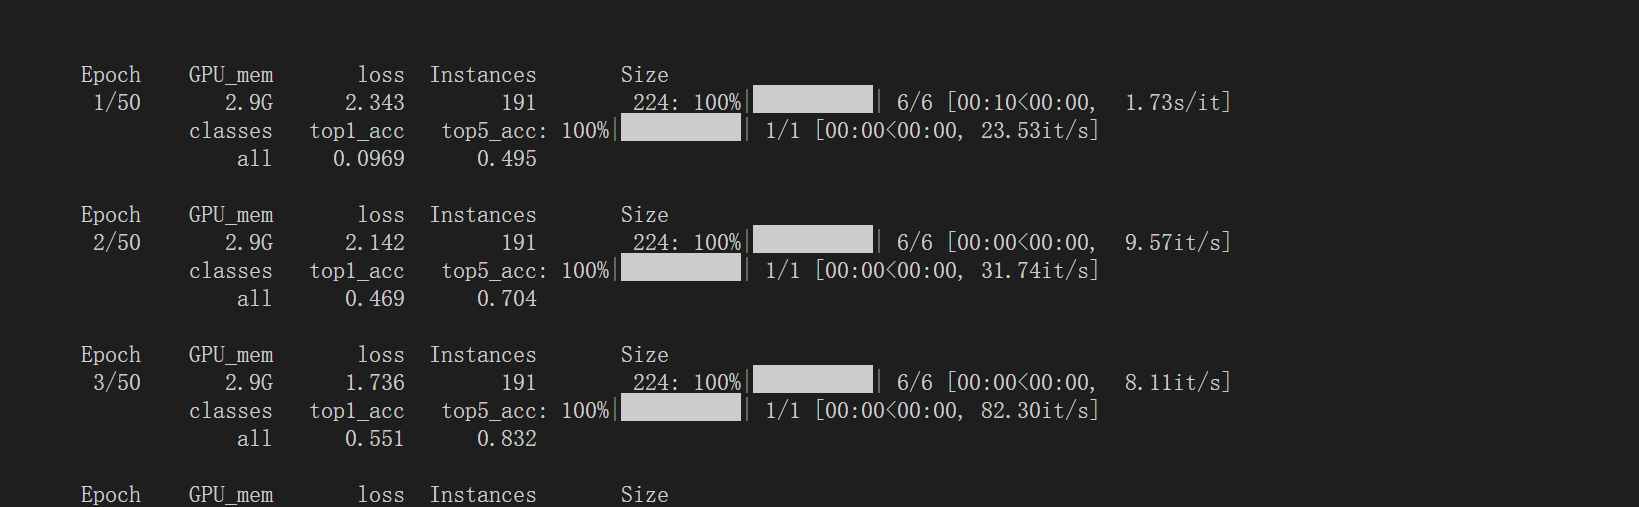 Epoch GPU_mem loss Instances Size
1/50 2.9G 2.343 191 224: 100%|██████████| 6/6 [00:10<00:00, 1.73s/it]
classes top1_acc top5_acc: 100%|██████████| 1/1 [00:00<00:00, 23.53it/s]
all 0.0969 0.495
Epoch GPU_mem loss Instances Size
2/50 2.9G 2.142 191 224: 100%|██████████| 6/6 [00:00<00:00, 9.57it/s]
classes top1_acc top5_acc: 100%|██████████| 1/1 [00:00<00:00, 31.74it/s]
all 0.469 0.704
Epoch GPU_mem loss Instances Size
3/50 2.9G 1.736 191 224: 100%|██████████| 6/6 [00:00<00:00, 8.11it/s]
classes top1_acc top5_acc: 100%|██████████| 1/1 [00:00<00:00, 82.30it/s]
all 0.551 0.832
Epoch GPU_mem loss Instances Size